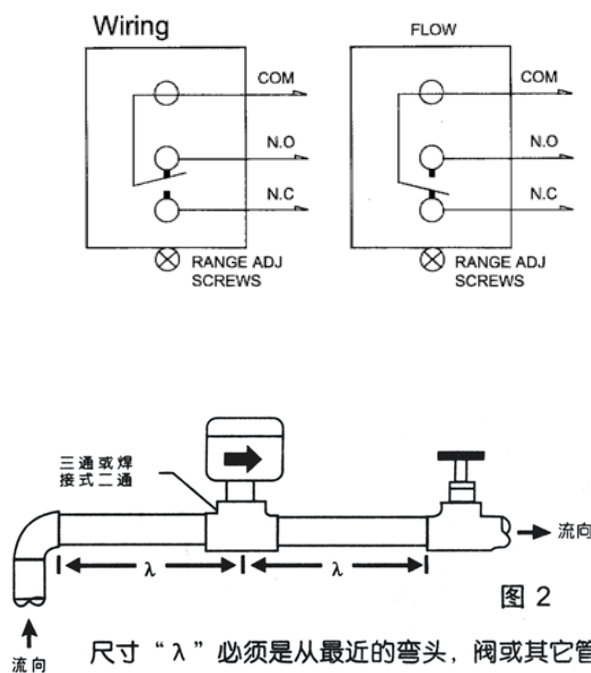 Wiring
FLOW
COM
N.O
N.C
RANGE ADJ
SCREWS
COM
N.O
N.C
RANGE ADJ
SCREWS
三通或焊
接式二通
流向
λ
λ
图 2
流向
尺寸“λ”必须是从最近的弯头，阀或其它管